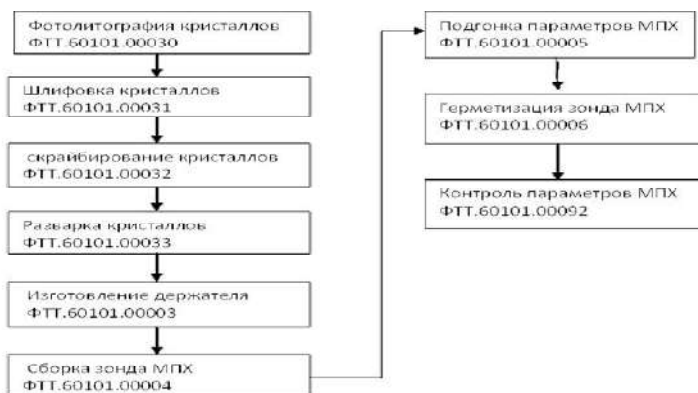 Фотолитография кристаллов
ФТТ.60101.00030
Шлифовка кристаллов
ФТТ.60101.00031
скрайбирование кристаллов
ФТТ.60101.00032
Разварка кристаллов
ФТТ.60101.00033
Изготовление держателя
ФТТ.60101.00003
Сборка зонда МПХ
ФТТ.60101.00004
Подгонка параметров МПХ
ФТТ.60101.00005
Герметизация зонда МПХ
ФТТ.60101.00006
Контроль параметров МПХ
ФТТ.60101.00092